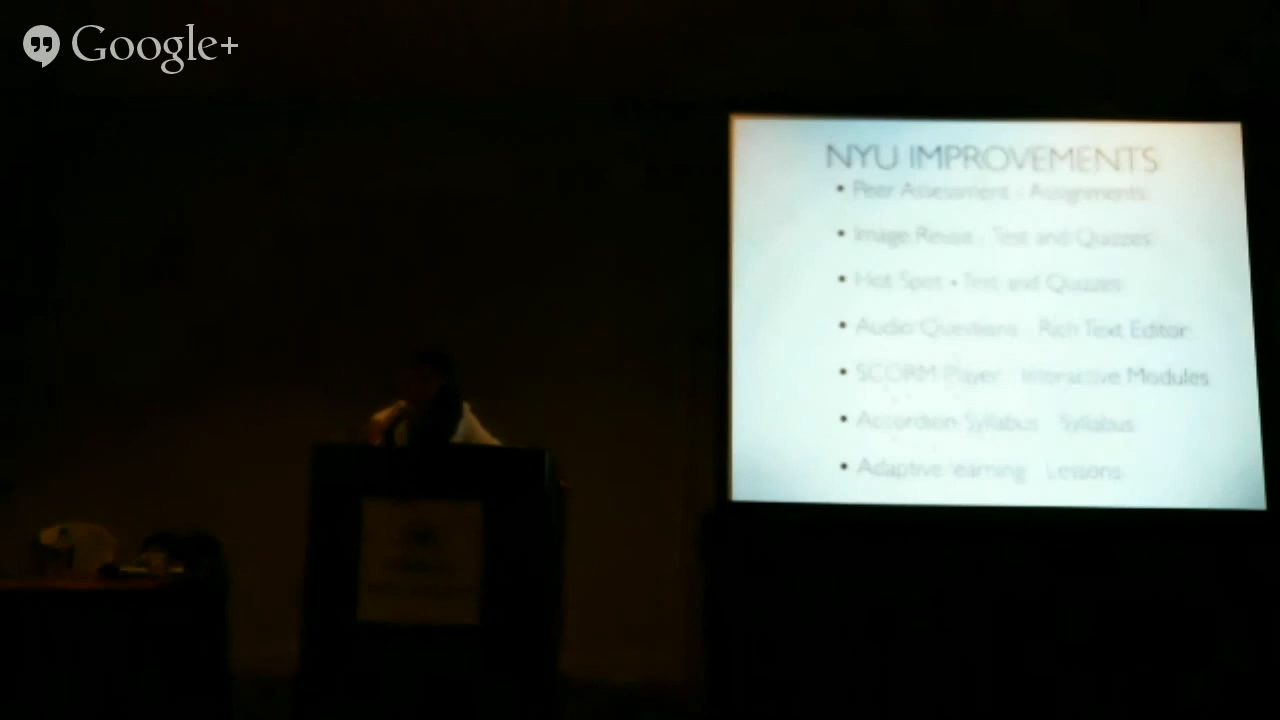 Google+
NYU IMPROVEMENTS
• Peer Assessment - Assignments
• Image Reuse - Test and Quizzes
• Hot Spot - Test and Quizzes
• Audio Questions Rich Text Editor
• SCORM Player Interactive Modules
• Accordion Syllabus Syllabus
• Adaptive learning Lessons